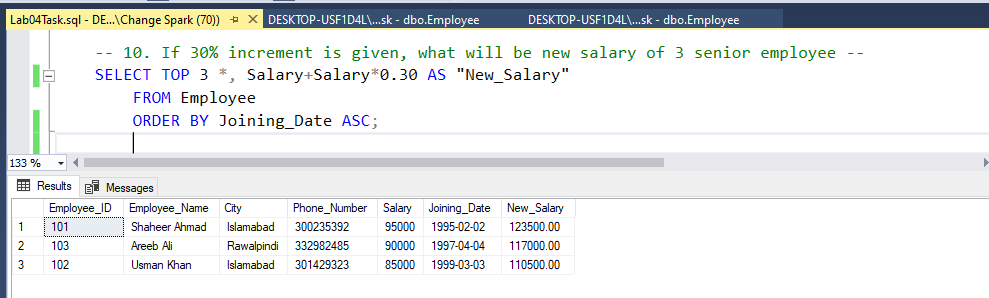 Lab04Task.sql - DE...\Change Spark (70)) DESKTOP-USF1D4L\...sk - dbo.Employee DESKTOP-USF1D4L\...sk - dbo.Employee
-- 10. If 30% increment is given, what will be new salary of 3 senior employee --
SELECT TOP 3 *, Salary+Salary*0.30 AS "New_Salary"
FROM Employee
ORDER BY Joining_Date ASC;
133 %
Results Messages
Employee_ID Employee_Name City Phone_Number Salary Joining_Date New_Salary
1 101 Shaheer Ahmad Islamabad 300235392 95000 1995-02-02 123500.00
2 103 Areeb Ali Rawalpindi 332982485 90000 1997-04-04 117000.00
3 102 Usman Khan Islamabad 301429323 85000 1999-03-03 110500.00